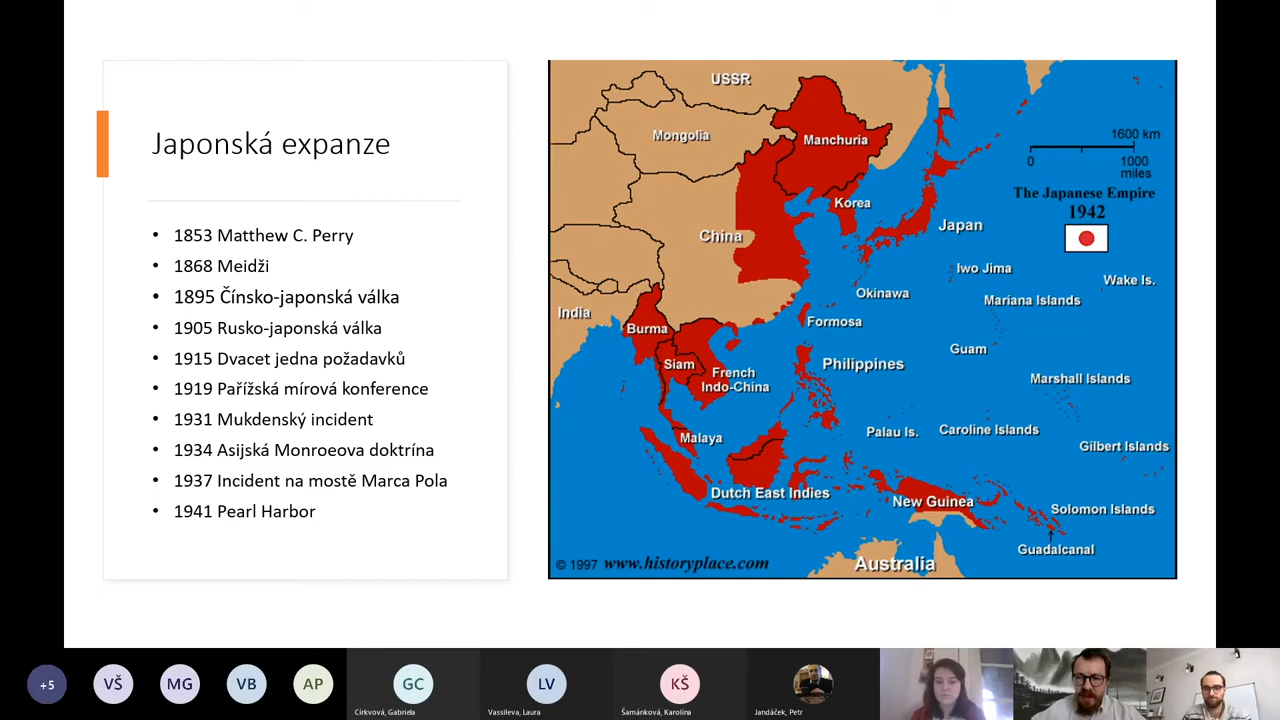 Japonská expanze
• 1853 Matthew C. Perry
• 1868 Meidži
• 1895 Čínsko-japonská válka
• 1905 Rusko-japonská válka
• 1915 Dvacet jedna požadavků
• 1919 Pařížská mírová konference
• 1931 Mukdenský incident
• 1934 Asijská Monroeova doktrína
• 1937 Incident na mostě Marca Pola
• 1941 Pearl Harbor
USSR
Mongolia
Manchuria
1600 km
0
1000
miles
The Japanese Empire
1942
Korea
Japan
China
Iwo Jima
Wake Is.
Okinawa
Mariana Islands
India
Formosa
Burma
Guam
Siam
French
Indo-China
Philippines
Marshall Islands
Palau Is.
Caroline Islands
Malaya
Gilbert Islands
Dutch East Indies
New Guinea
Solomon Islands
Guadalcanal
© 1997 www.historyplace.com
Australia
+5
VŠ
MG
VB
AP
GC
Církvová, Gabriela
LV
Vassileva, Laura
KŠ
Šamánková, Karolína
Jandáček, Petr